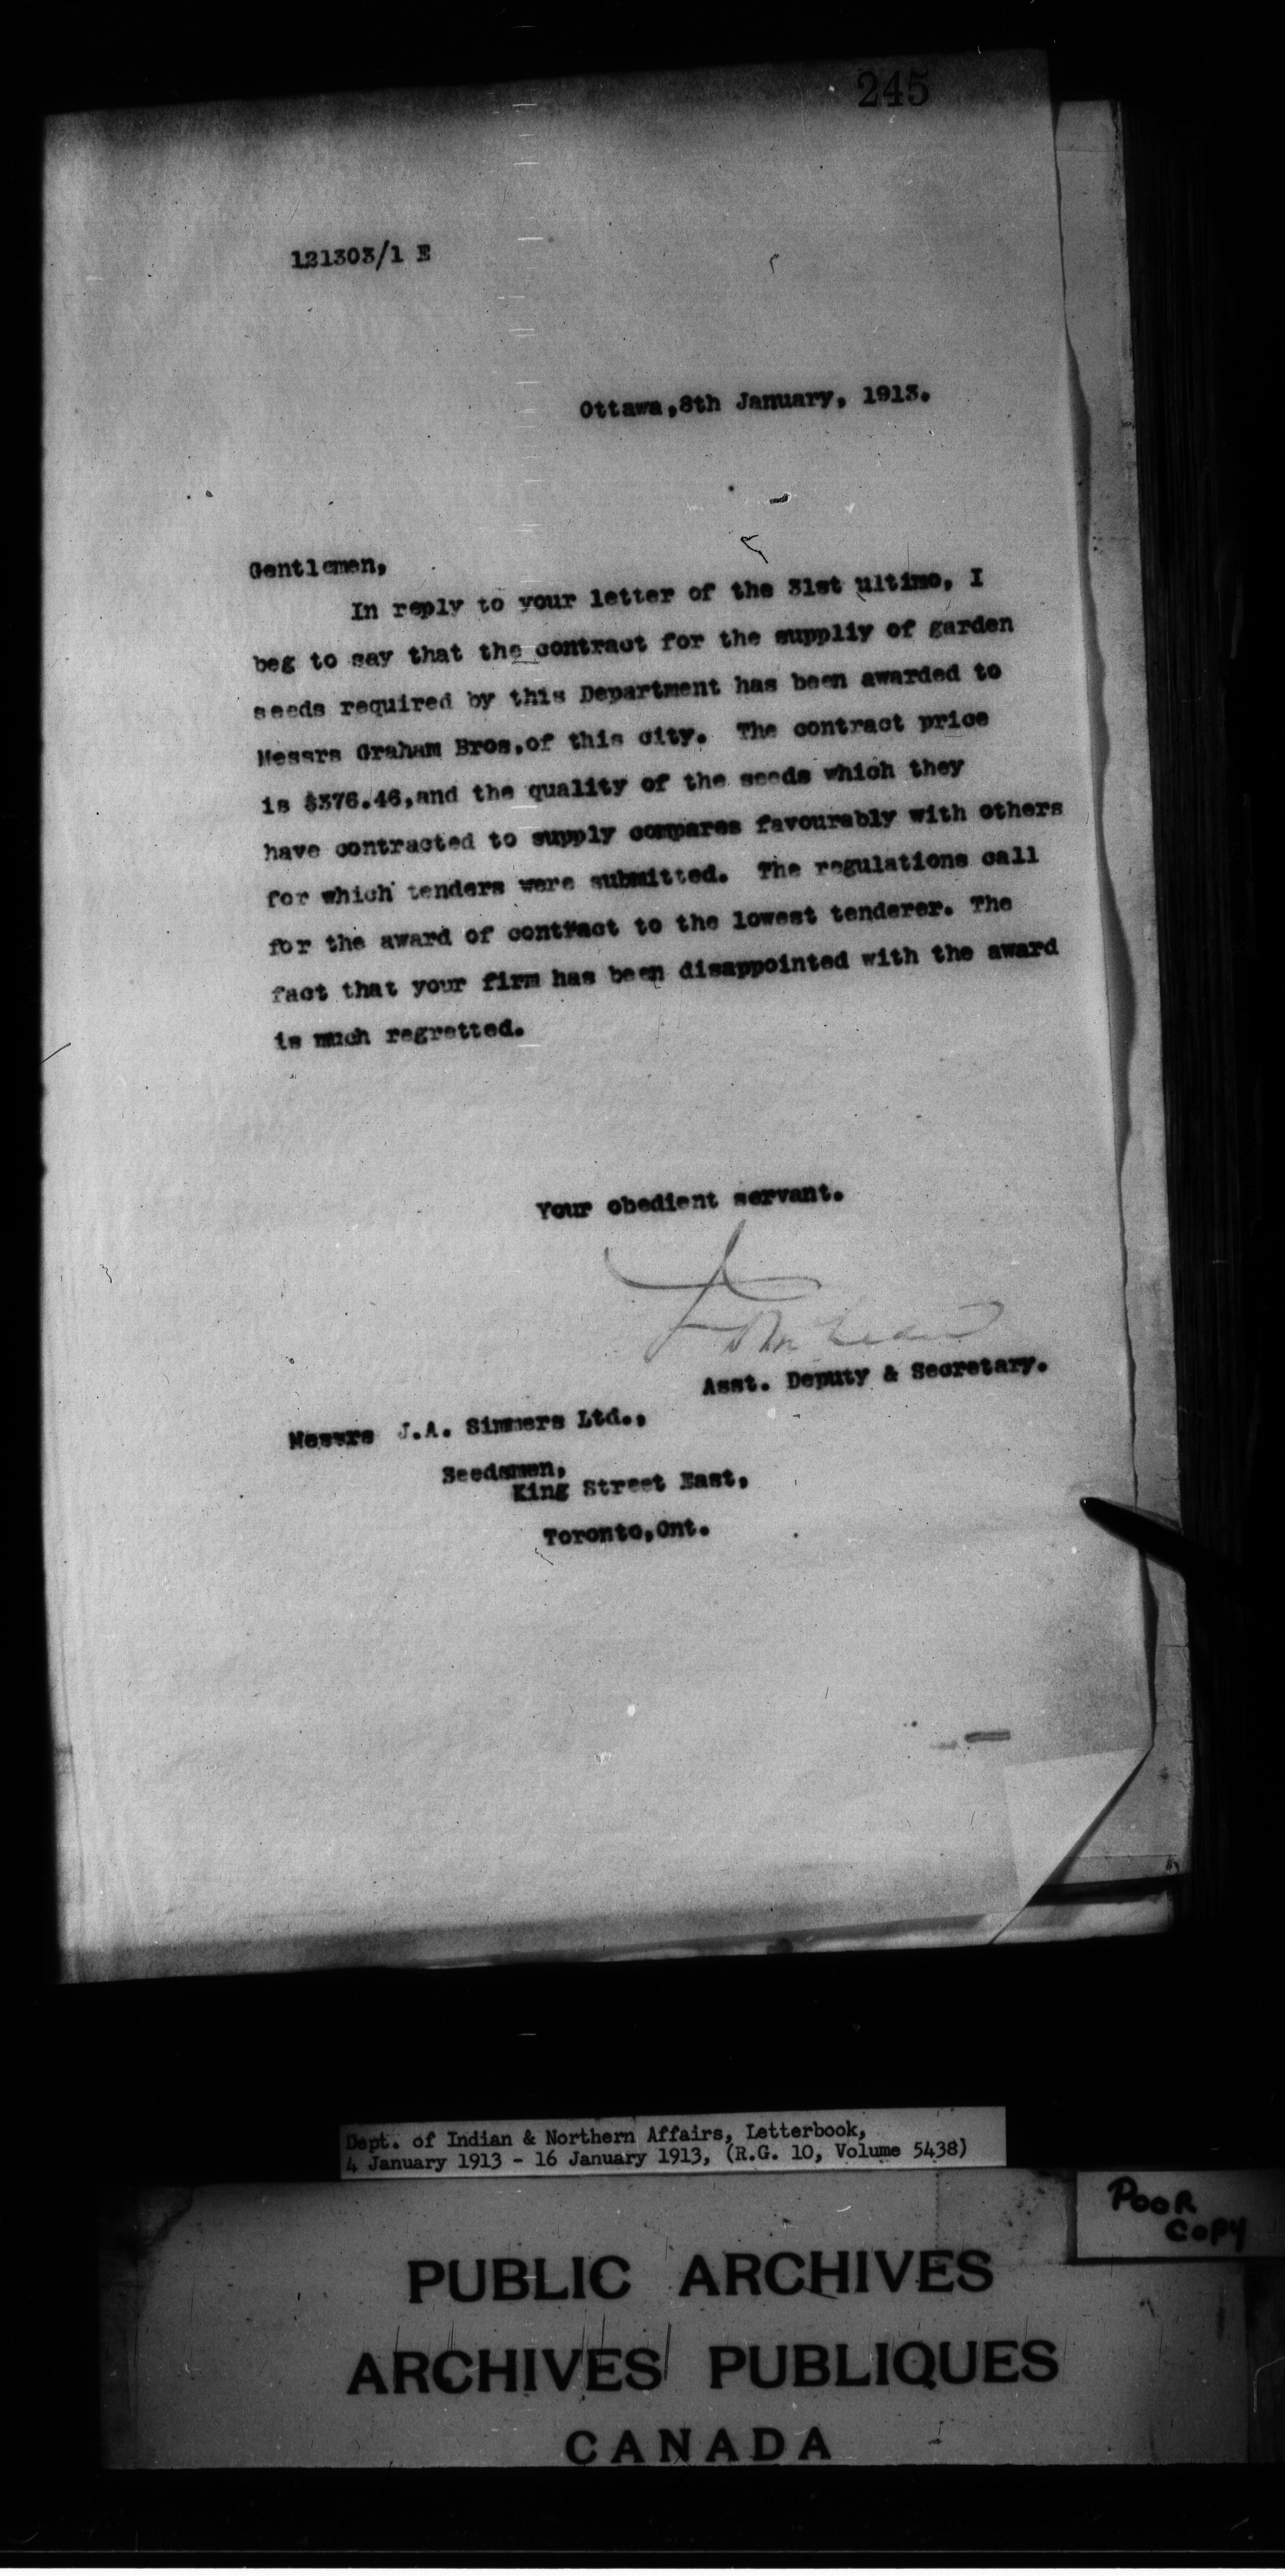 245
121303/1 E
Ottawa,8th January, 1913.
Gentlemen,
In reply to your letter of the 31st ultimo, I
beg to say that the contract for the suppliy of garden
seeds required by this Department has been awarded to
Messrs Graham Bros,of this city. The contract price
is $376.46,and the quality of the seeds which they
have contracted to supply compares favourably with others
for which tenders were submitted. The regulations call
for the award of contract to the lowest tenderer. The
fact that your firm has been disappointed with the award
is much regretted.
Your obedient servant.
Asst. Deputy & Secretary.
Messrs J.A. Simmers Ltd.,
Seedsmen,
King Street East,
Toronto,Ont.
Dept. of Indian & Northern Affairs, Letterbook,
4 January 1913 - 16 January 1913, (R.G. 10, Volume 5438)
POOR
COPY
PUBLIC ARCHIVES
ARCHIVES PUBLIQUES
CANADA